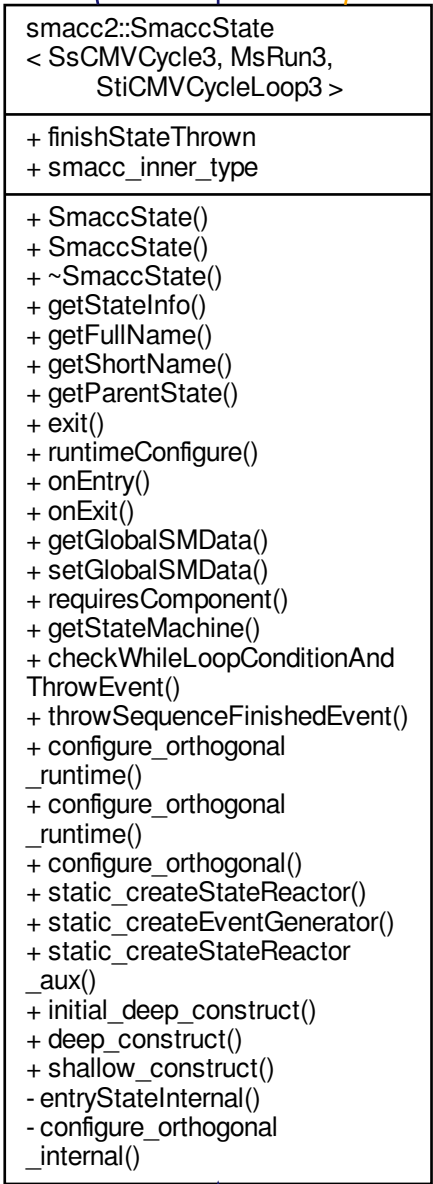 smacc2::SmaccState
< SsCMVCycle3, MsRun3,
StiCMVCycleLoop3 >
+ finishStateThrown
+ smacc_inner_type
+ SmaccState()
+ SmaccState()
+ ~SmaccState()
+ getStateInfo()
+ getFullName()
+ getShortName()
+ getParentState()
+ exit()
+ runtimeConfigure()
+ onEntry()
+ onExit()
+ getGlobalSMData()
+ setGlobalSMData()
+ requiresComponent()
+ getStateMachine()
+ checkWhileLoopConditionAnd
ThrowEvent()
+ throwSequenceFinishedEvent()
+ configure_orthogonal
_runtime()
+ configure_orthogonal
_runtime()
+ configure_orthogonal()
+ static_createStateReactor()
+ static_createEventGenerator()
+ static_createStateReactor
_aux()
+ initial_deep_construct()
+ deep_construct()
+ shallow_construct()
- entryStateInternal()
- configure_orthogonal
_internal()